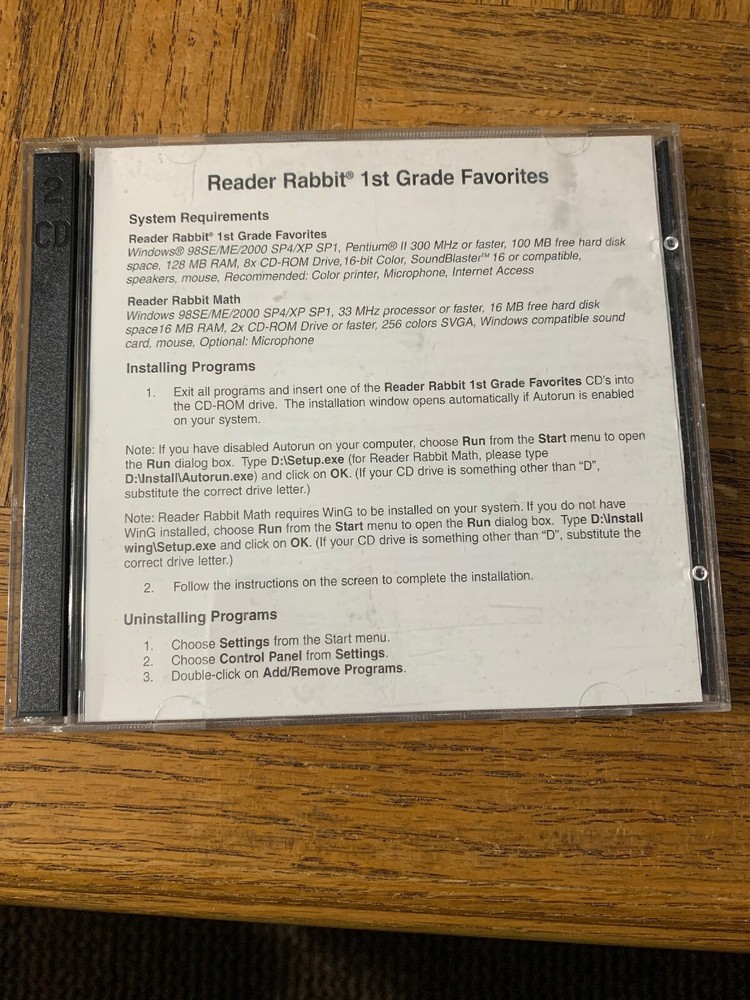 2
CD
Reader Rabbit® 1st Grade Favorites
System Requirements
Reader Rabbit® 1st Grade Favorites
Windows® 98SE/ME/2000 SP4/XP SP1, Pentium® II 300 MHz or faster, 100 MB free hard disk
space, 128 MB RAM, 8x CD-ROM Drive,16-bit Color, SoundBlaster™ 16 or compatible,
speakers, mouse, Recommended: Color printer, Microphone, Internet Access
Reader Rabbit Math
Windows 98SE/ME/2000 SP4/XP SP1, 33 MHz processor or faster, 16 MB free hard disk
space16 MB RAM, 2x CD-ROM Drive or faster, 256 colors SVGA, Windows compatible sound
card, mouse, Optional: Microphone
Installing Programs
1. Exit all programs and insert one of the Reader Rabbit 1st Grade Favorites CD's into
the CD-ROM drive. The installation window opens automatically if Autorun is enabled
on your system.
Note: If you have disabled Autorun on your computer, choose Run from the Start menu to open
the Run dialog box. Type D:\Setup.exe (for Reader Rabbit Math, please type
D:\Install\Autorun.exe) and click on OK. (If your CD drive is something other than “D”,
substitute the correct drive letter.)
Note: Reader Rabbit Math requires WinG to be installed on your system. If you do not have
WinG installed, choose Run from the Start menu to open the Run dialog box. Type D:\Install
wing\Setup.exe and click on OK. (If your CD drive is something other than “D”, substitute the
correct drive letter.)
2. Follow the instructions on the screen to complete the installation.
Uninstalling Programs
1. Choose Settings from the Start menu.
2. Choose Control Panel from Settings.
3. Double-click on Add/Remove Programs.